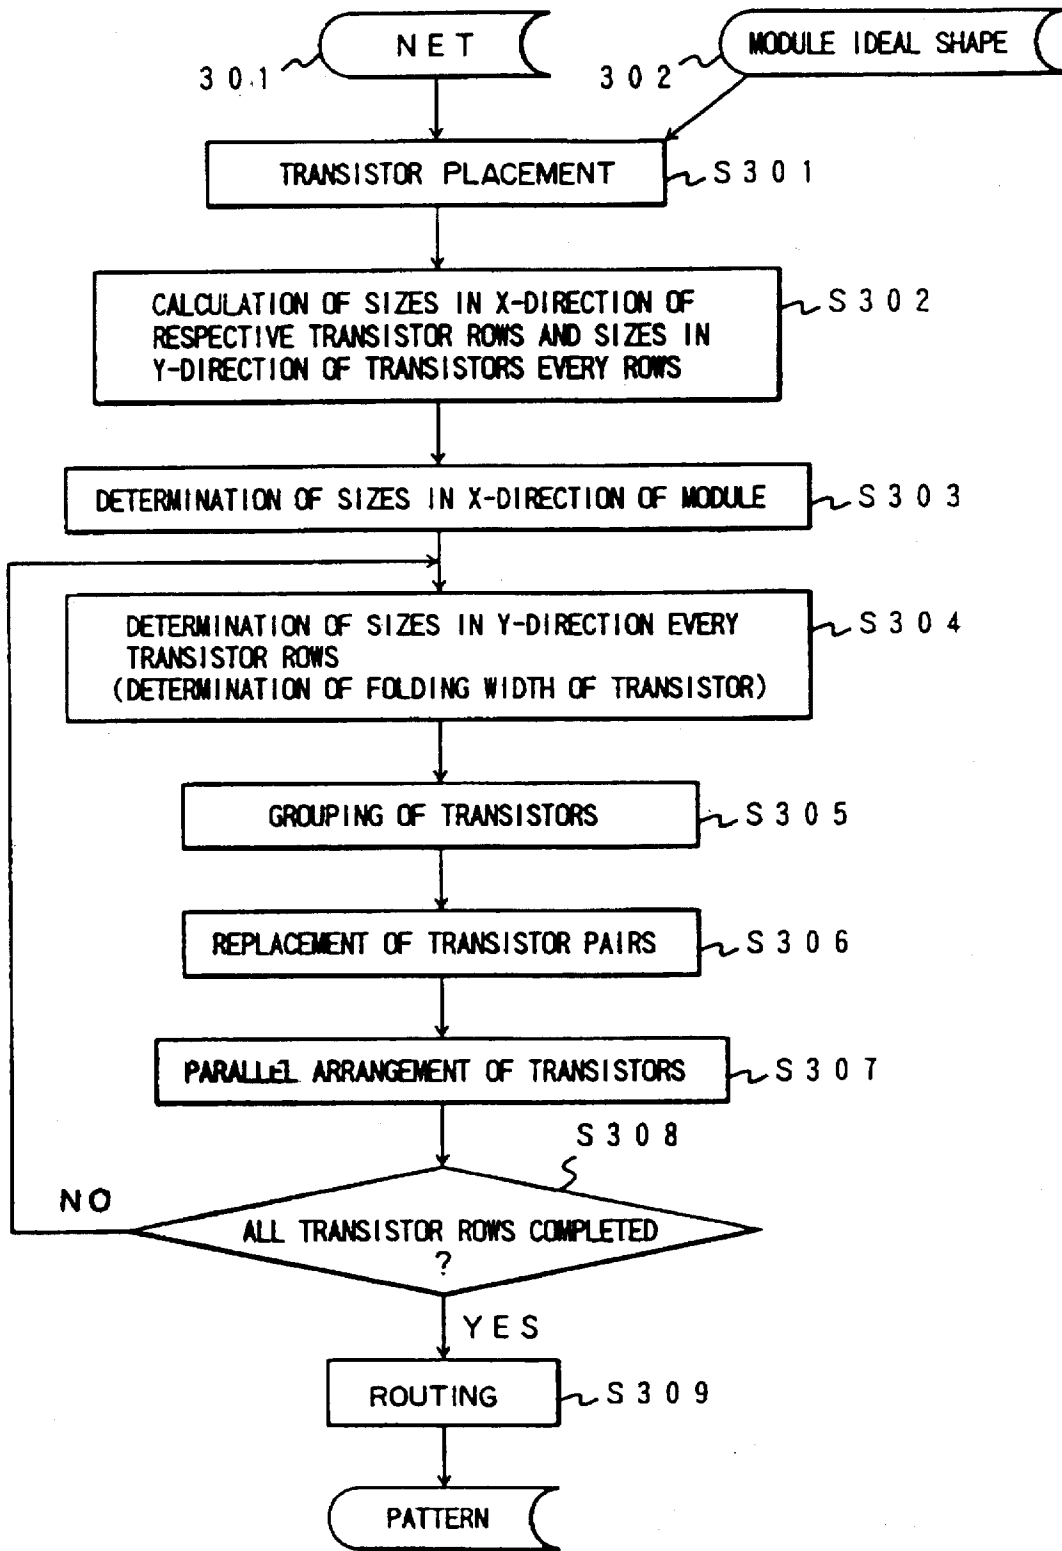 NET
301
MODULE IDEAL SHAPE
302
TRANSISTOR PLACEMENT
S301
CALCULATION OF SIZES IN X-DIRECTION OF
RESPECTIVE TRANSISTOR ROWS AND SIZES IN
Y-DIRECTION OF TRANSISTORS EVERY ROWS
S302
DETERMINATION OF SIZES IN X-DIRECTION OF MODULE
S303
DETERMINATION OF SIZES IN Y-DIRECTION EVERY
TRANSISTOR ROWS
(DETERMINATION OF FOLDING WIDTH OF TRANSISTOR)
S304
GROUPING OF TRANSISTORS
S305
REPLACEMENT OF TRANSISTOR PAIRS
S306
PARALLEL ARRANGEMENT OF TRANSISTORS
S307
S308
NO
ALL TRANSISTOR ROWS COMPLETED
?
YES
ROUTING
S309
PATTERN